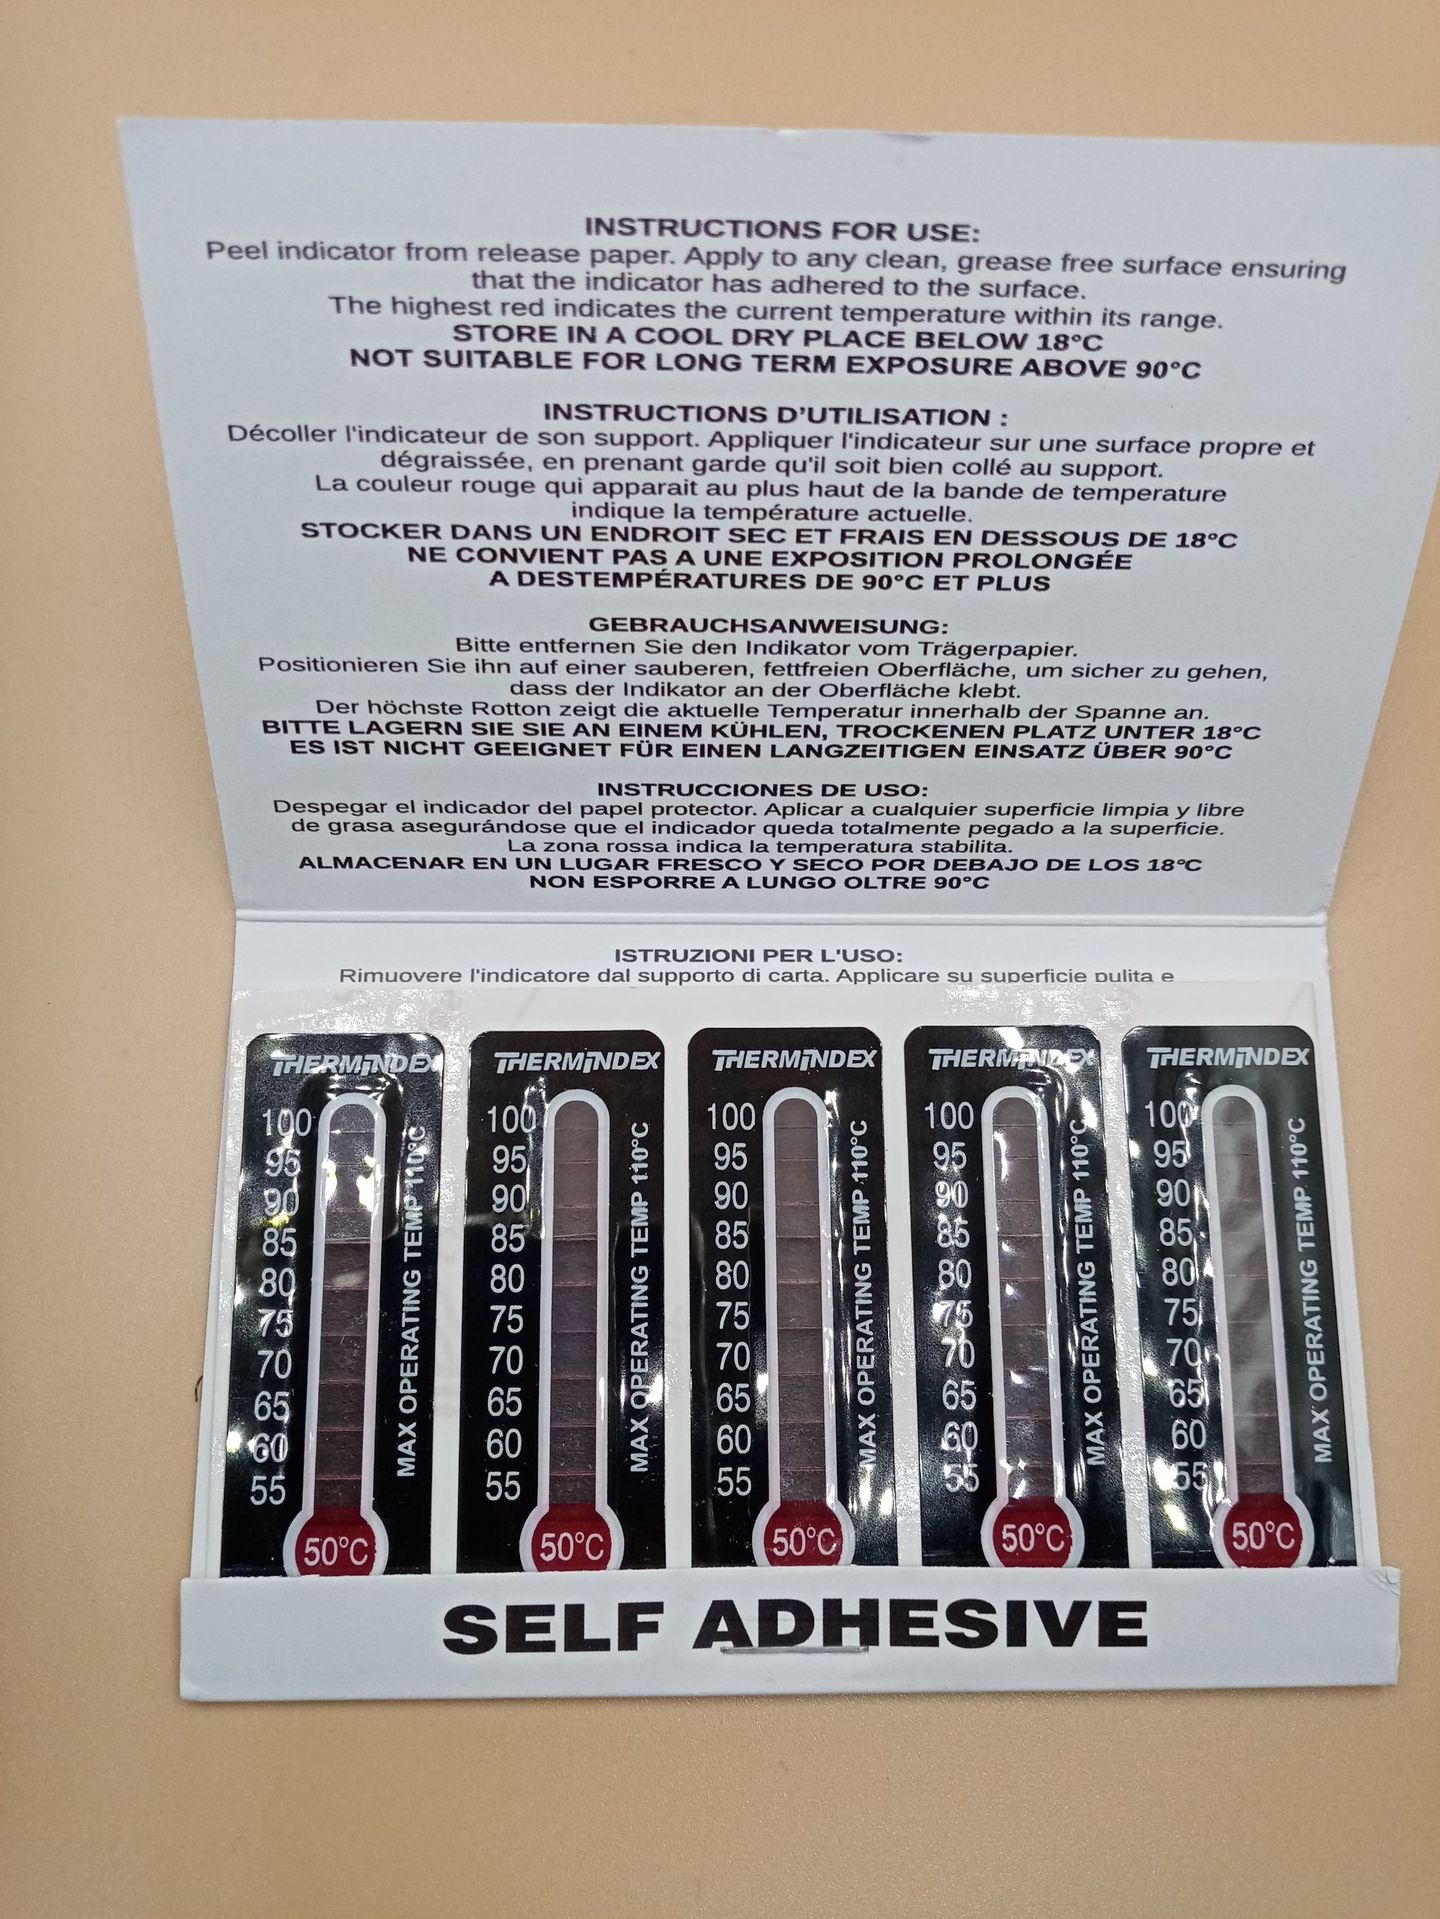 INSTRUCTIONS FOR USE:
Peel indicator from release paper. Apply to any clean, grease free surface ensuring
that the indicator has adhered to the surface.
The highest red indicates the current temperature within its range.
STORE IN A COOL DRY PLACE BELOW 18°C
NOT SUITABLE FOR LONG TERM EXPOSURE ABOVE 90°C
INSTRUCTIONS D'UTILISATION :
Décoller l'indicateur de son support. Appliquer l'indicateur sur une surface propre et
dégraissée, en prenant garde qu'il soit bien collé au support.
La couleur rouge qui apparait au plus haut de la bande de temperature
indique la température actuelle.
STOCKER DANS UN ENDROIT SEC ET FRAIS EN DESSOUS DE 18°C
NE CONVIENT PAS A UNE EXPOSITION PROLONGÉE
A DESTEMPÉRATURES DE 90°C ET PLUS
GEBRAUCHSANWEISUNG:
Bitte entfernen Sie den Indikator vom Trägerpapier.
Positionieren Sie ihn auf einer sauberen, fettfreien Oberfläche, um sicher zu gehen,
dass der Indikator an der Oberfläche klebt.
Der höchste Rotton zeigt die aktuelle Temperatur innerhalb der Spanne an.
BITTE LAGERN SIE SIE AN EINEM KÜHLEN, TROCKENEN PLATZ UNTER 18°C
ES IST NICHT GEEIGNET FÜR EINEN LANGZEITIGEN EINSATZ ÜBER 90°C
INSTRUCCIONES DE USO:
Despegar el indicador del papel protector. Aplicar a cualquier superficie limpia y libre
de grasa asegurándose que el indicador queda totalmente pegado a la superficie.
La zona rossa indica la temperatura stabilita.
ALMACENAR EN UN LUGAR FRESCO Y SECO POR DEBAJO DE LOS 18°C
NON ESPORRE A LUNGO OLTRE 90°C
ISTRUZIONI PER L'USO:
Rimuovere l'indicatore dal supporto di carta. Applicare su superficie pulita e
THERMINDEX
100
95
90
85
80
75
70
65
60
55
50°C
MAX OPERATING TEMP 110°C
THERMINDEX
100
95
90
85
80
75
70
65
60
55
50°C
MAX OPERATING TEMP 110°C
THERMINDEX
100
95
90
85
80
75
70
65
60
55
50°C
MAX OPERATING TEMP 110°C
THERMINDEX
100
95
90
85
80
75
70
65
60
55
50°C
MAX OPERATING TEMP 110°C
THERMINDEX
100
95
90
85
80
75
70
65
60
55
50°C
MAX OPERATING TEMP 110°C
SELF ADHESIVE